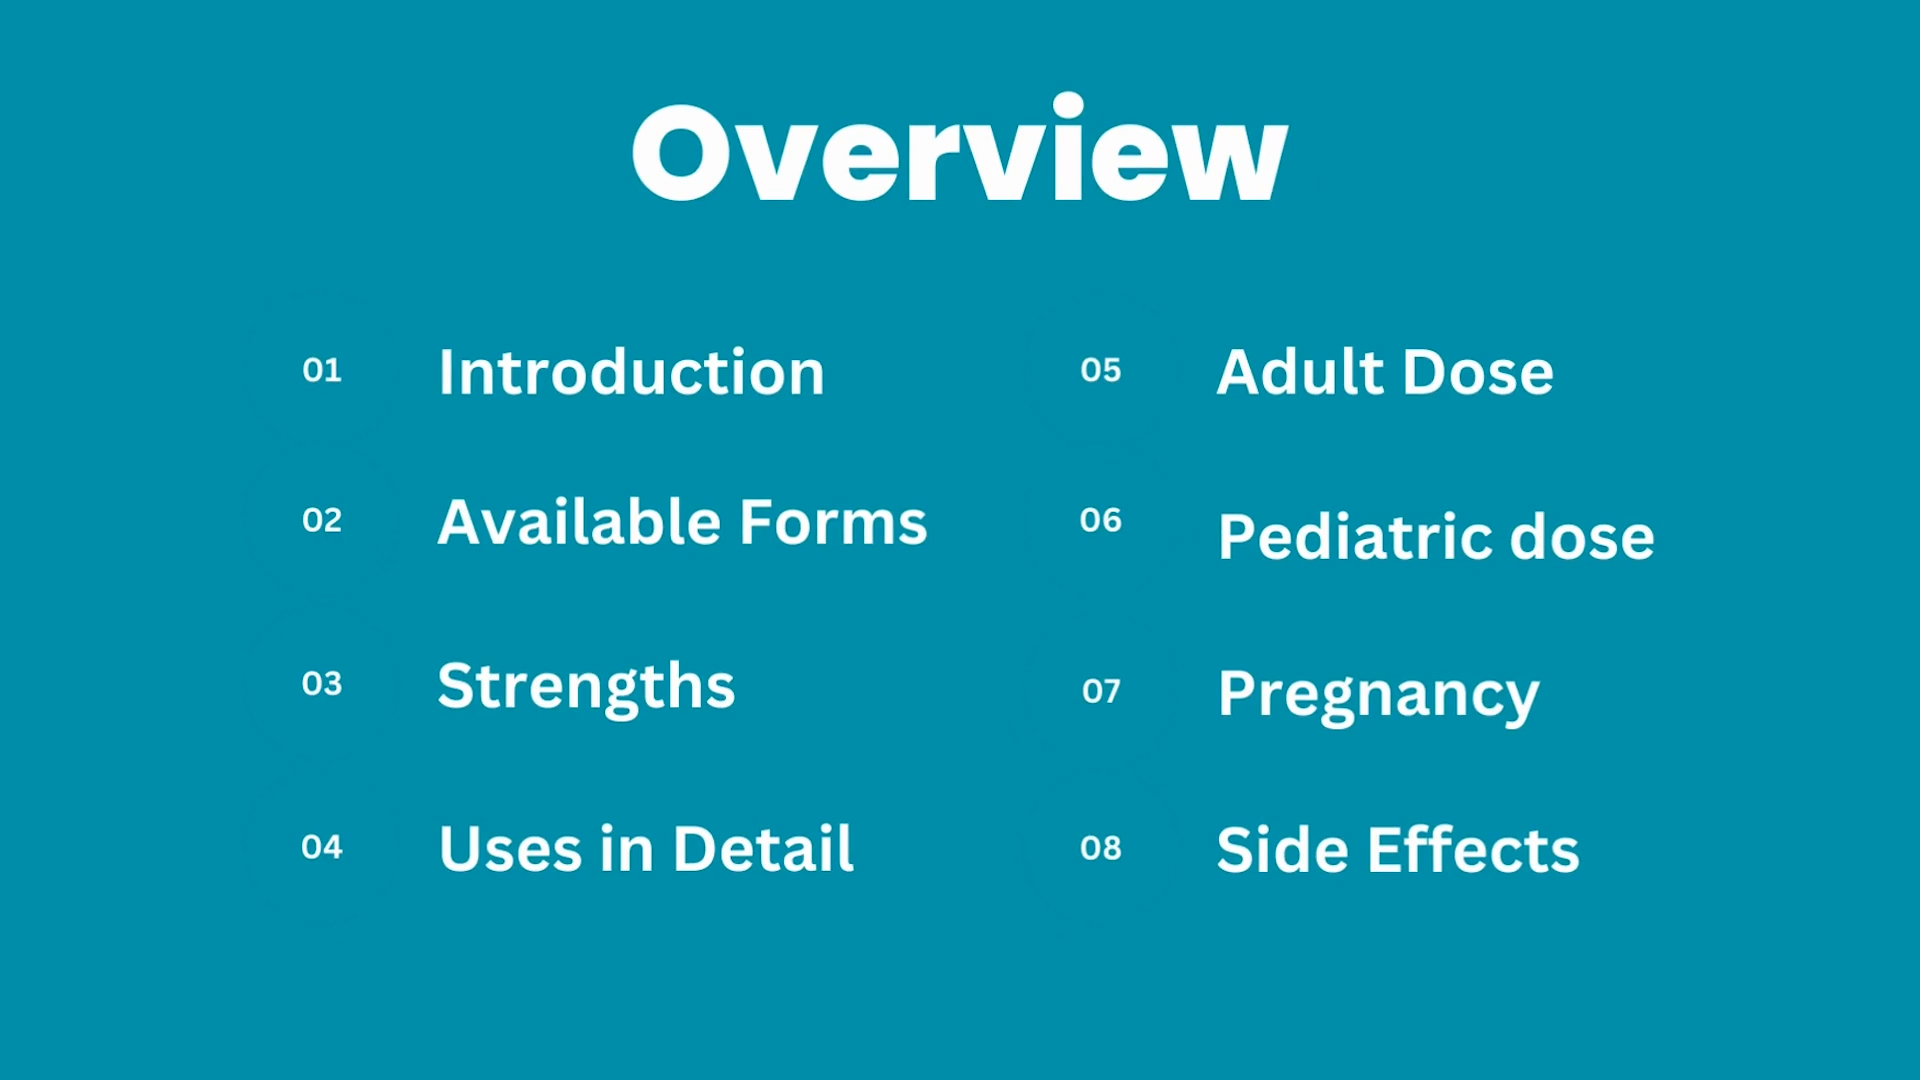 Overview
01 Introduction
02 Available Forms
03 Strengths
04 Uses in Detail
05 Adult Dose
06 Pediatric dose
07 Pregnancy
08 Side Effects